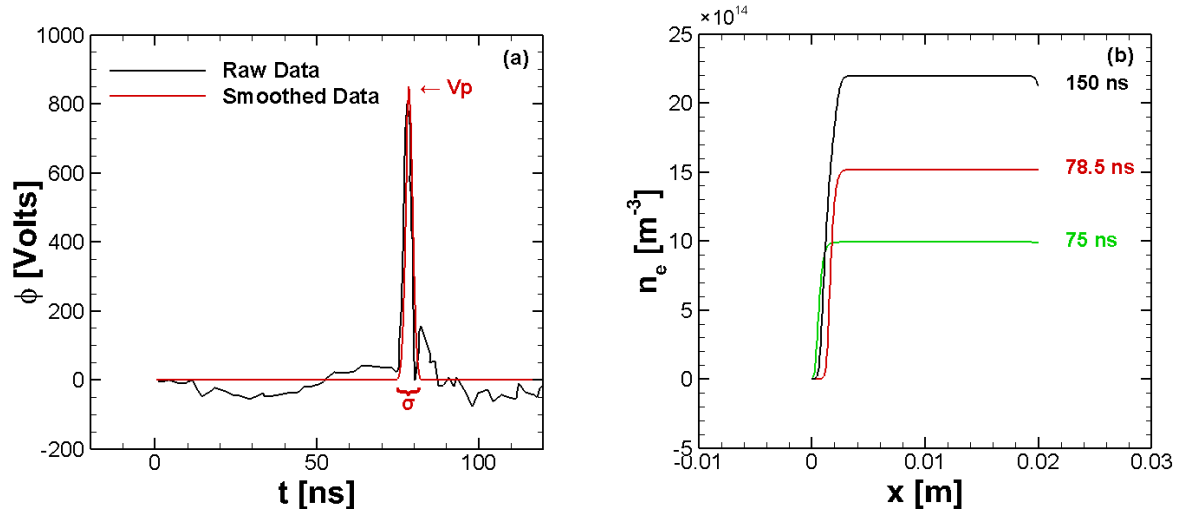 (a)
Raw Data
Smoothed Data
← Vp
σ
1000
800
600
400
200
0
-200
ϕ [Volts]
0
50
100
t [ns]
×10¹⁴
(b)
150 ns
78.5 ns
75 ns
25
20
15
10
5
0
-5
nₑ [m⁻³]
-0.01
0
0.01
0.02
0.03
x [m]